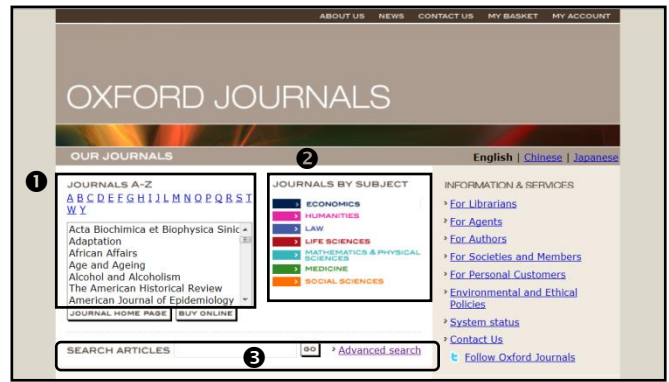 ABOUT US NEWS CONTACT US MY BASKET MY ACCOUNT
OXFORD JOURNALS
OUR JOURNALS
English | Chinese | Japanese
1
JOURNALS A-Z
A B C D E F G H I J L M N O P Q R S T
W Y
Acta Biochimica et Biophysica Sinic
Adaptation
African Affairs
Age and Ageing
Alcohol and Alcoholism
The American Historical Review
American Journal of Epidemiology
JOURNAL HOME PAGE BUY ONLINE
2
JOURNALS BY SUBJECT
ECONOMICS
HUMANITIES
LAW
LIFE SCIENCES
MATHEMATICS & PHYSICAL
SCIENCES
MEDICINE
SOCIAL SCIENCES
INFORMATION & SERVICES
For Librarians
For Agents
For Authors
For Societies and Members
For Personal Customers
Environmental and Ethical
Policies
System status
Contact Us
Follow Oxford Journals
SEARCH ARTICLES GO Advanced search
3